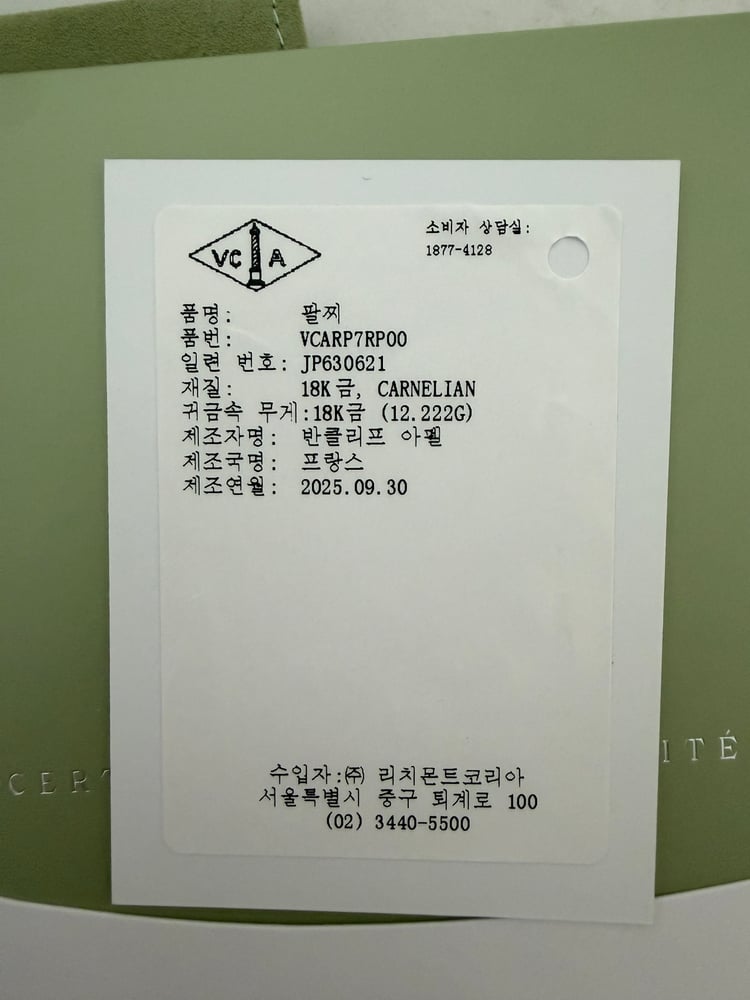 VC A
소비자 상담실:
1877-4128
품명: 팔찌
품번: VCARP7RP00
일련 번호: JP630621
재질: 18K금, CARNELIAN
귀금속 무게:18K금 (12.222G)
제조자명: 반클리프 아펠
제조국명: 프랑스
제조연월: 2025.09.30
CERT ITÉ
수입자:㈜ 리치몬트코리아
서울특별시 중구 퇴계로 100
(02) 3440-5500